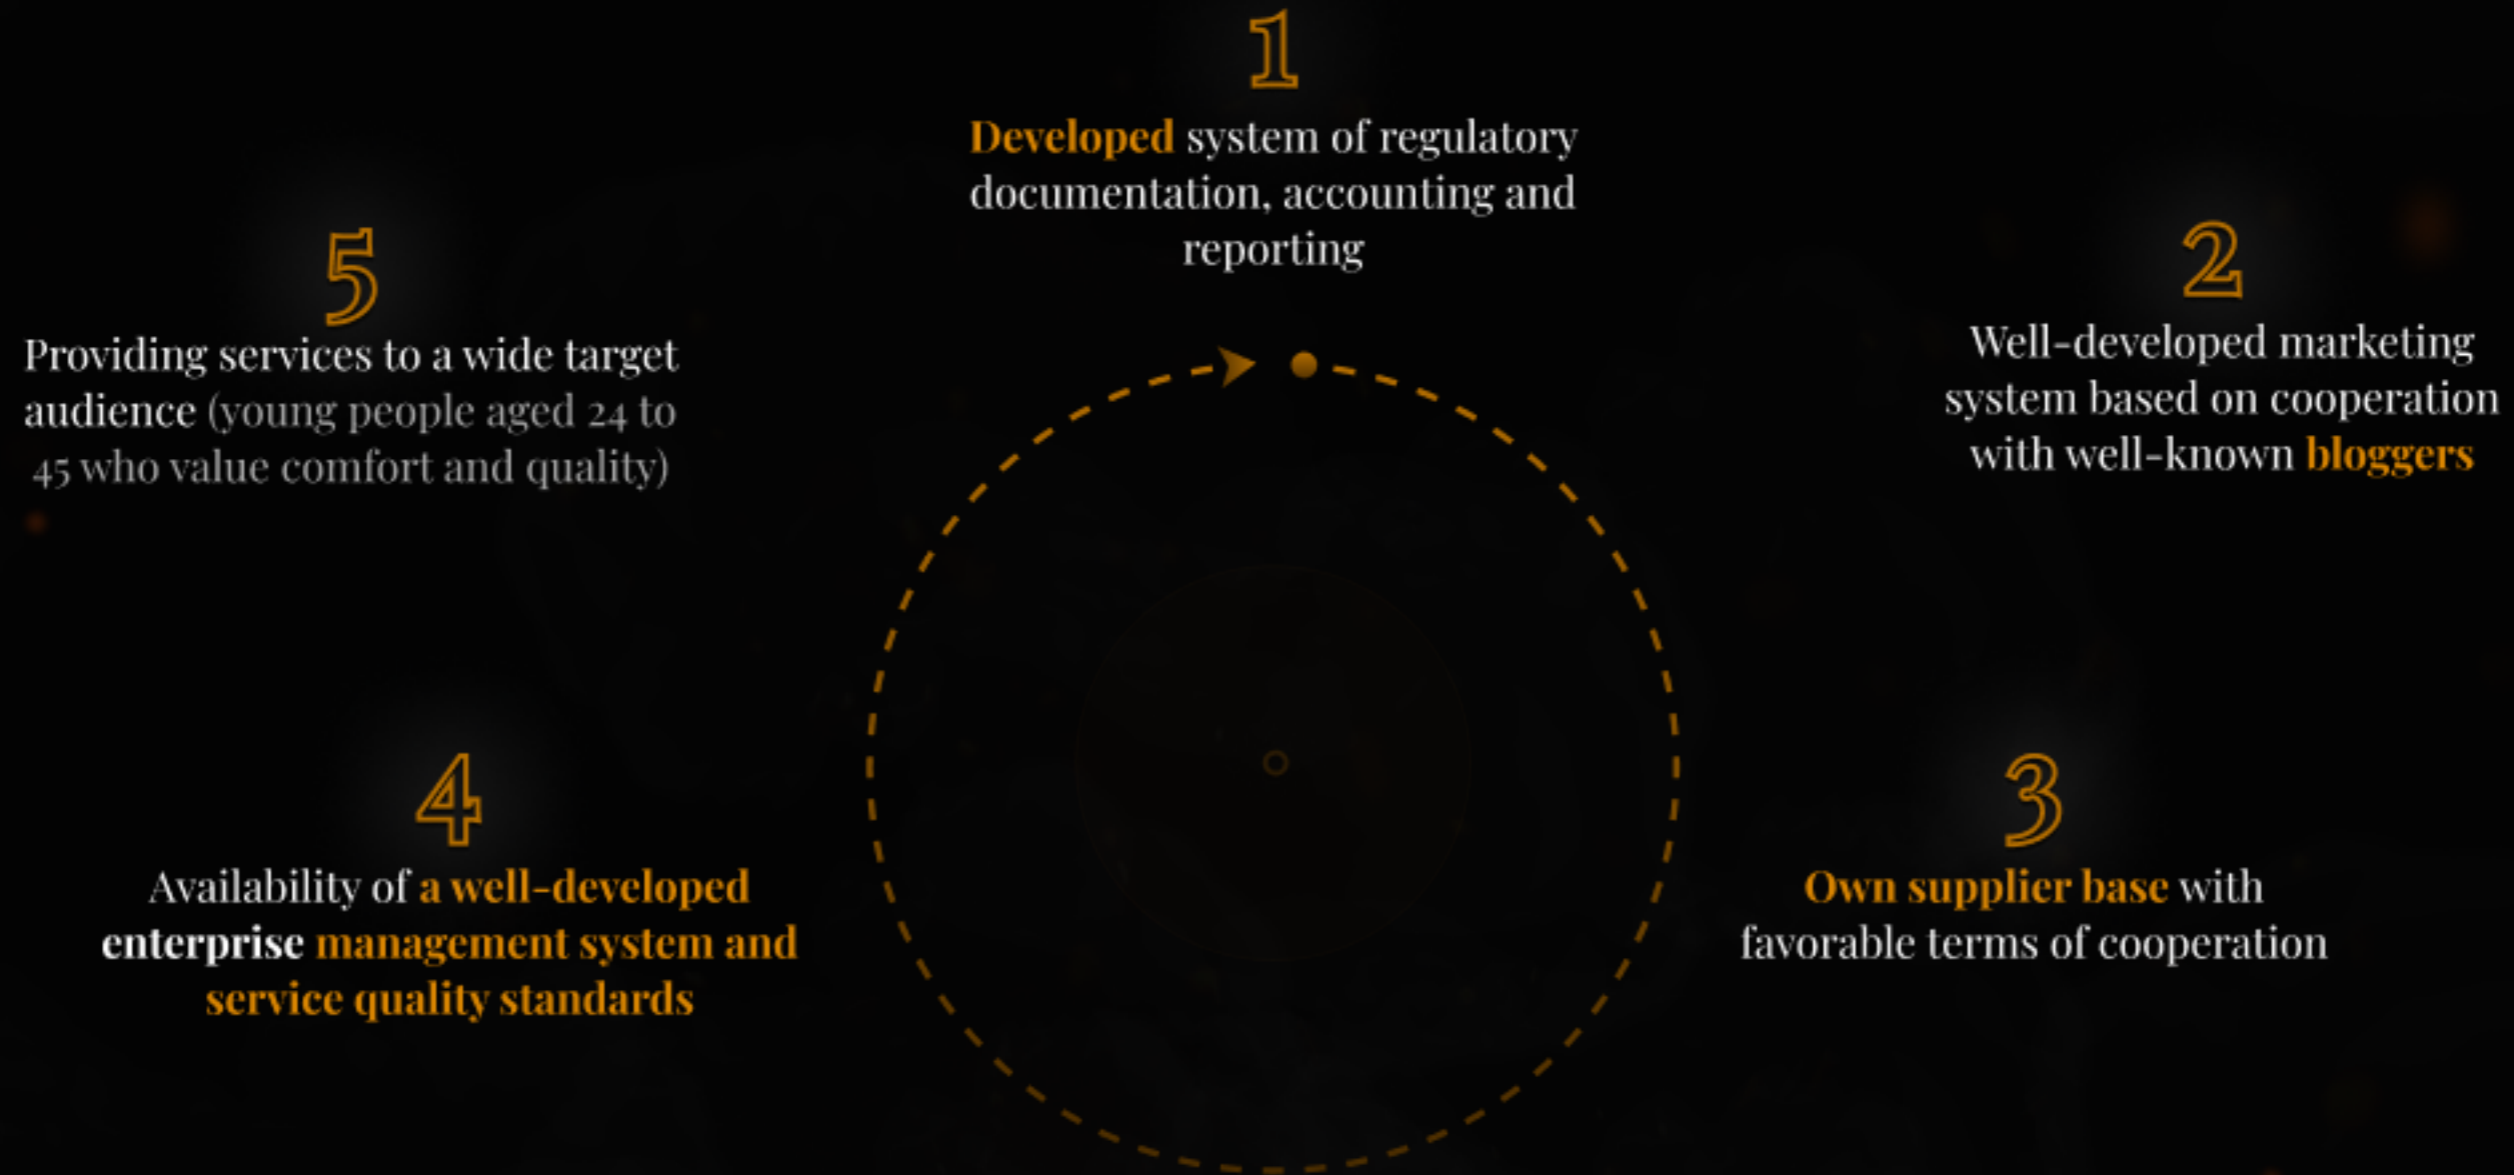 1
Developed system of regulatory
documentation, accounting and
reporting
2
Well-developed marketing
system based on cooperation
with well-known bloggers
3
Own supplier base with
favorable terms of cooperation
4
Availability of a well-developed
enterprise management system and
service quality standards
5
Providing services to a wide target
audience (young people aged 24 to
45 who value comfort and quality)